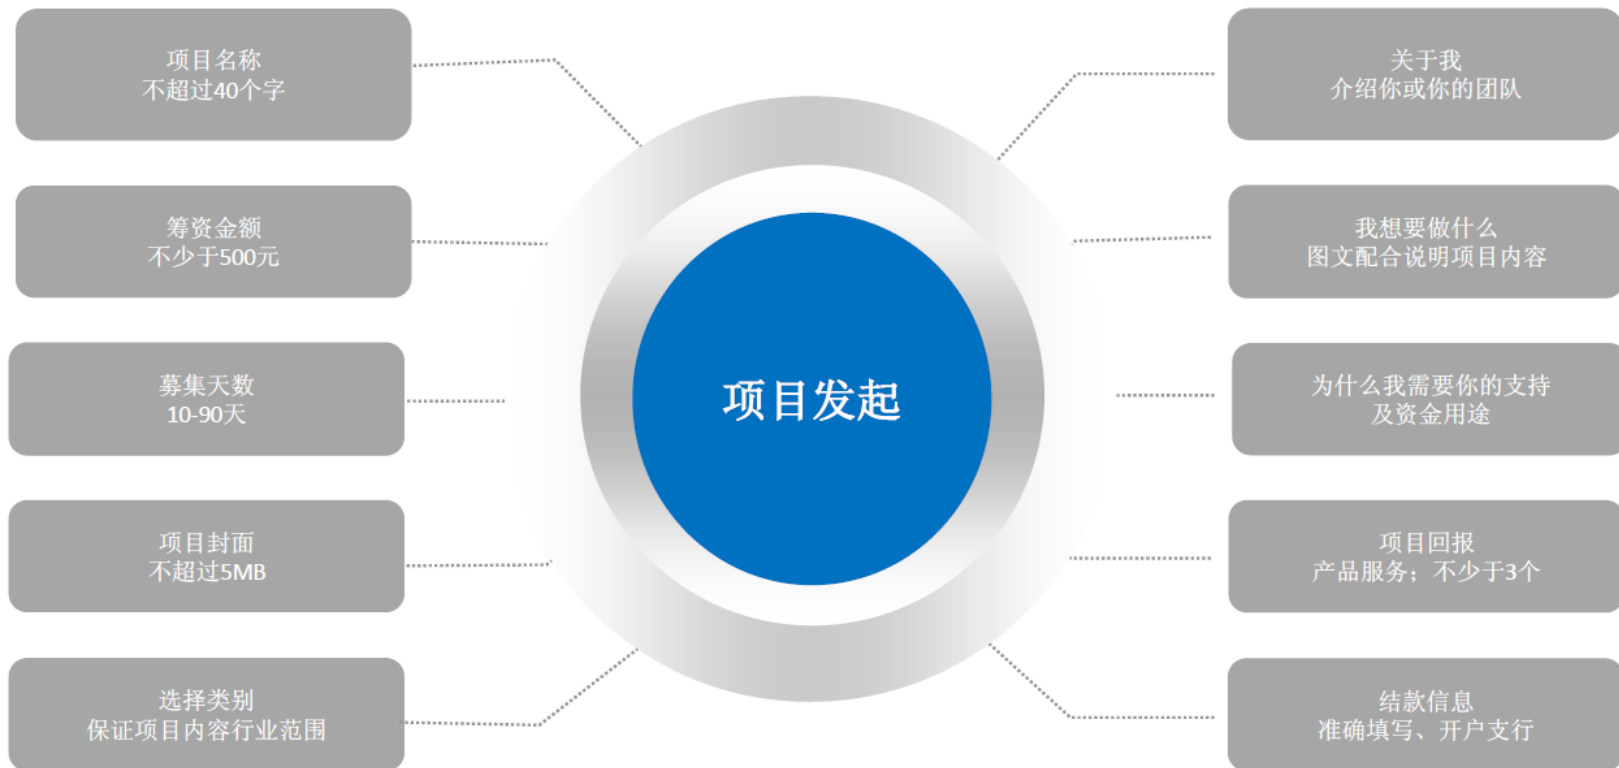 项目名称
不超过40个字
筹资金额
不少于500元
募集天数
10-90天
项目封面
不超过5MB
选择类别
保证项目内容行业范围
项目发起
关于我
介绍你或你的团队
我想要做什么
图文配合说明项目内容
为什么我需要你的支持
及资金用途
项目回报
产品服务；不少于3个
结款信息
准确填写、开户支行